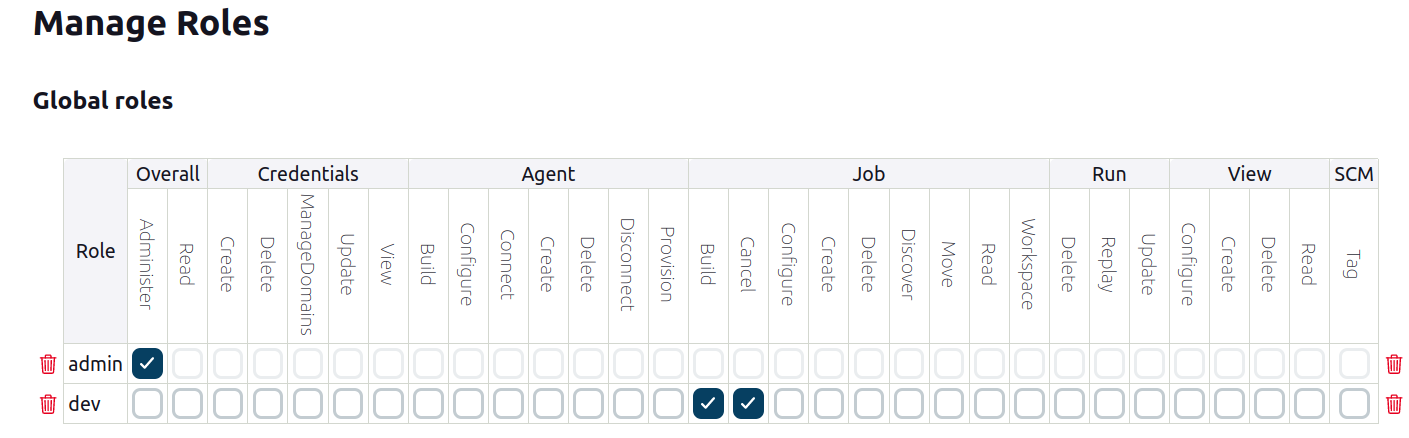 Manage Roles
Global roles
Role Overall Credentials Agent Job Run View SCM
Administer Read Create Delete ManageDomains Update View Build Configure Connect Create Delete Disconnect Provision Build Cancel Configure Create Delete Discover Move Read Workspace Delete Replay Update Configure Create Delete Read Tag
admin
dev